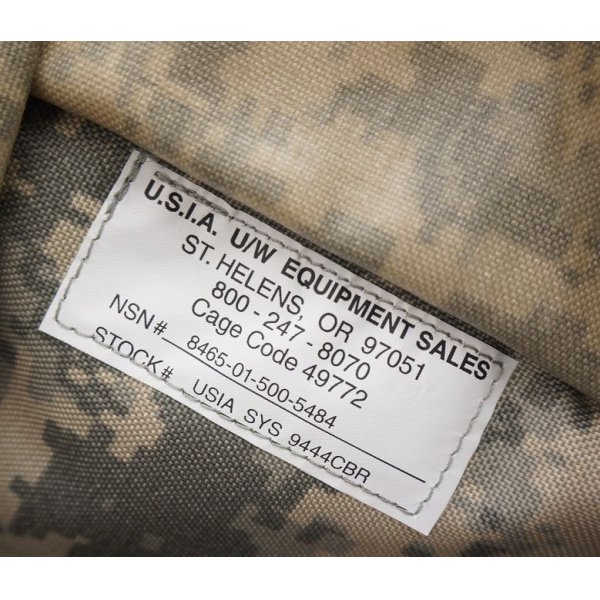 U.S.I.A. U/W EQUIPMENT SALES
ST. HELENS, OR 97051
800 - 247 - 8070
Cage Code 49772
NSN# 8465-01-500-5484
STOCK# USIA SYS 9444CBR